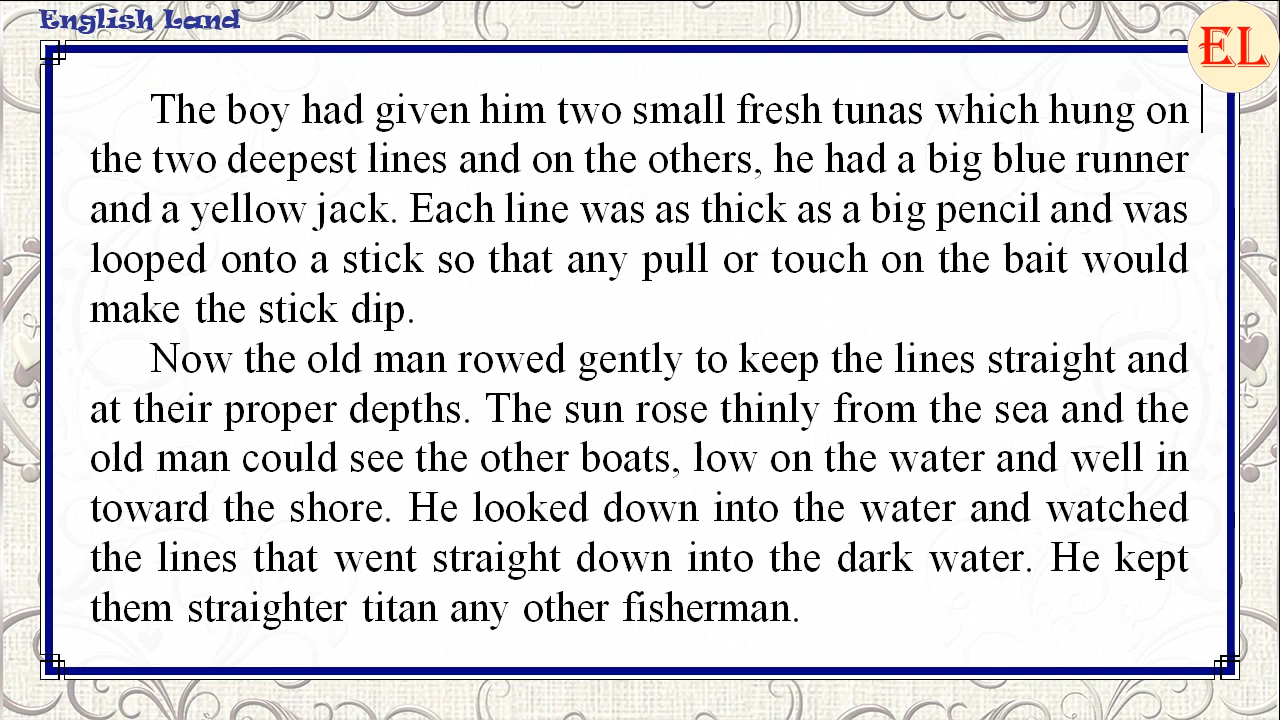 English Land
EL
The boy had given him two small fresh tunas which hung on
the two deepest lines and on the others, he had a big blue runner
and a yellow jack. Each line was as thick as a big pencil and was
looped onto a stick so that any pull or touch on the bait would
make the stick dip.
Now the old man rowed gently to keep the lines straight and
at their proper depths. The sun rose thinly from the sea and the
old man could see the other boats, low on the water and well in
toward the shore. He looked down into the water and watched
the lines that went straight down into the dark water. He kept
them straighter titan any other fisherman.